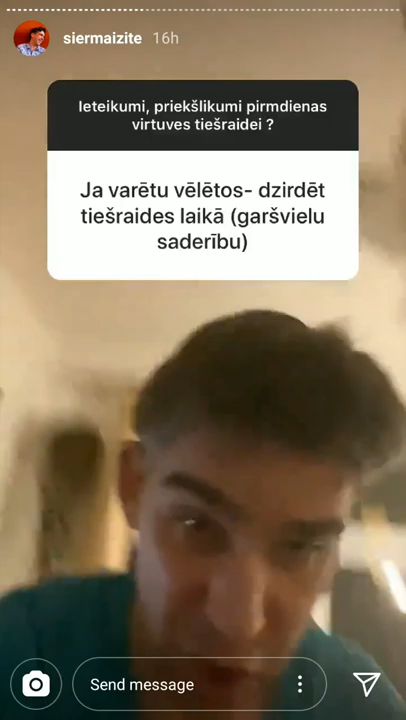 siermaizite 16h
Ieteikumi, priekšlikumi pirmdienas
virtuves tiešraidei ?
Ja varētu vēlētos- dzirdēt
tiešraides laikā (garšvielu
saderību)
Send message